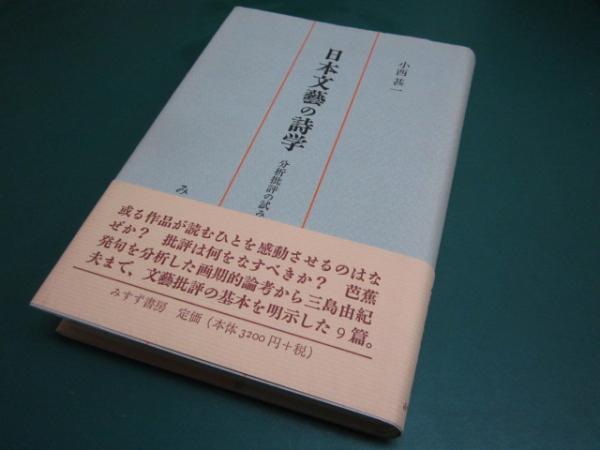 小西甚一
日本文藝の詩学
分析批評の試み
み
或る作品が読むひとを感動させるのはな
ぜか？　批評は何をなすべきか？　芭蕉
発句を分析した画期的論考から三島由紀
夫まで、文藝批評の基本を明示した９篇。
みすず書房　定価（本体3200円＋税）